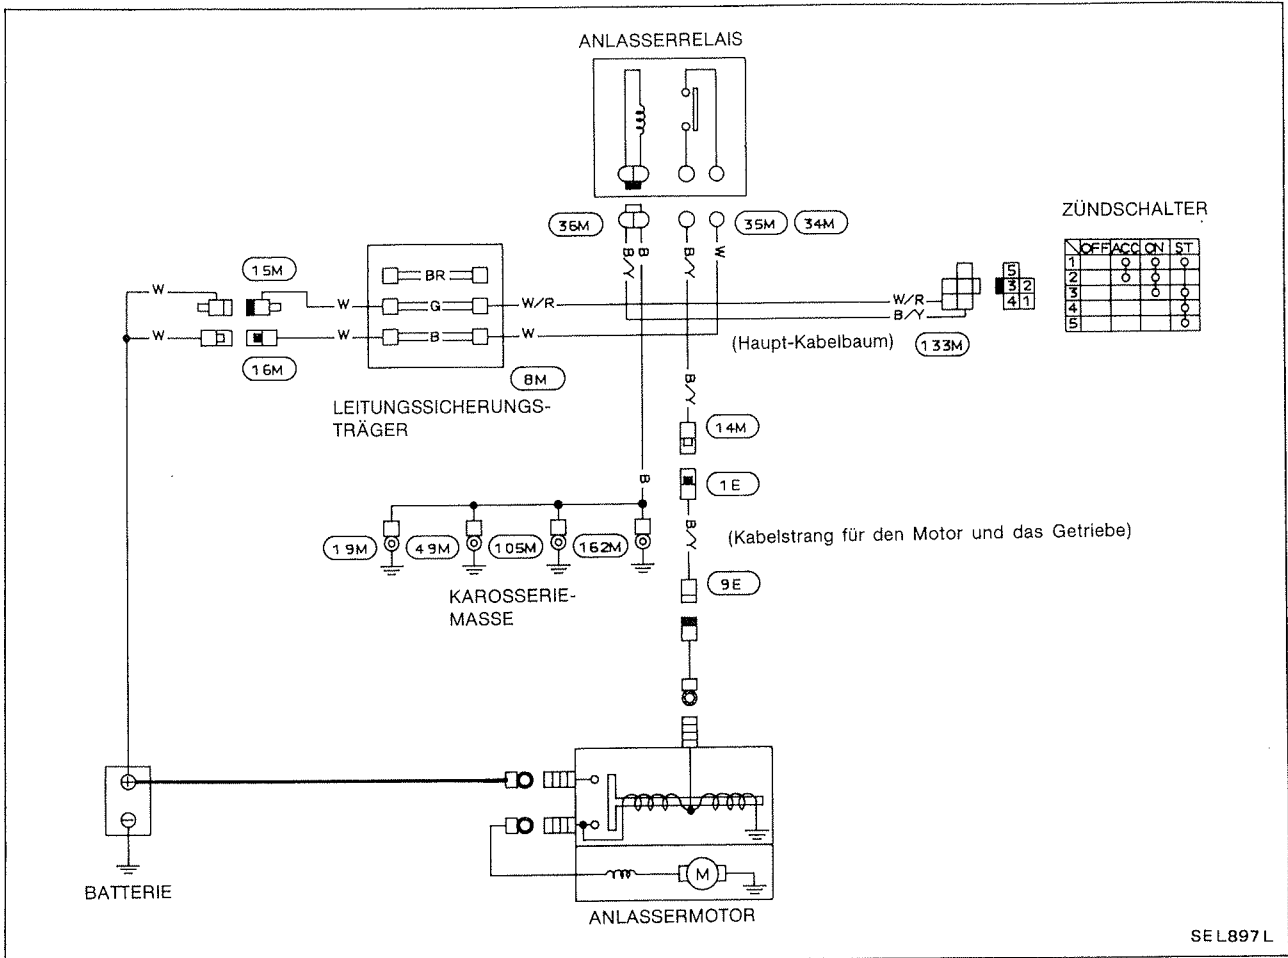 ANLASSERRELAIS
36M
35M
34M
B/Y
B
B/Y
W
ZÜNDSCHALTER
OFF ACC ON ST
1
2
3
4
5
15M
W
W
BR
G
W/R
W/R
5
3 2
4 1
B/Y
W
W
B
W
(Haupt-Kabelbaum)
133M
16M
8M
LEITUNGSSICHERUNGS-
TRÄGER
B/Y
14M
B
1E
B/Y
(Kabelstrang für den Motor und das Getriebe)
19M
49M
105M
162M
9E
KAROSSERIE-
MASSE
BATTERIE
M
ANLASSERMOTOR
SEL897L